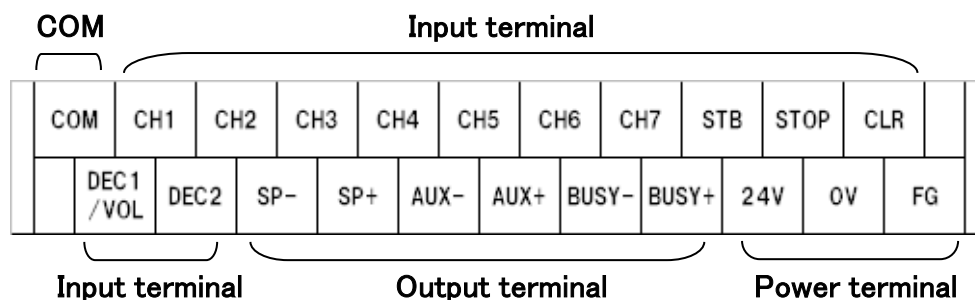 COM Input terminal
COM CH1 CH2 CH3 CH4 CH5 CH6 CH7 STB STOP CLR
DEC1
/VOL DEC2 SP- SP+ AUX- AUX+ BUSY- BUSY+ 24V 0V FG
Input terminal Output terminal Power terminal